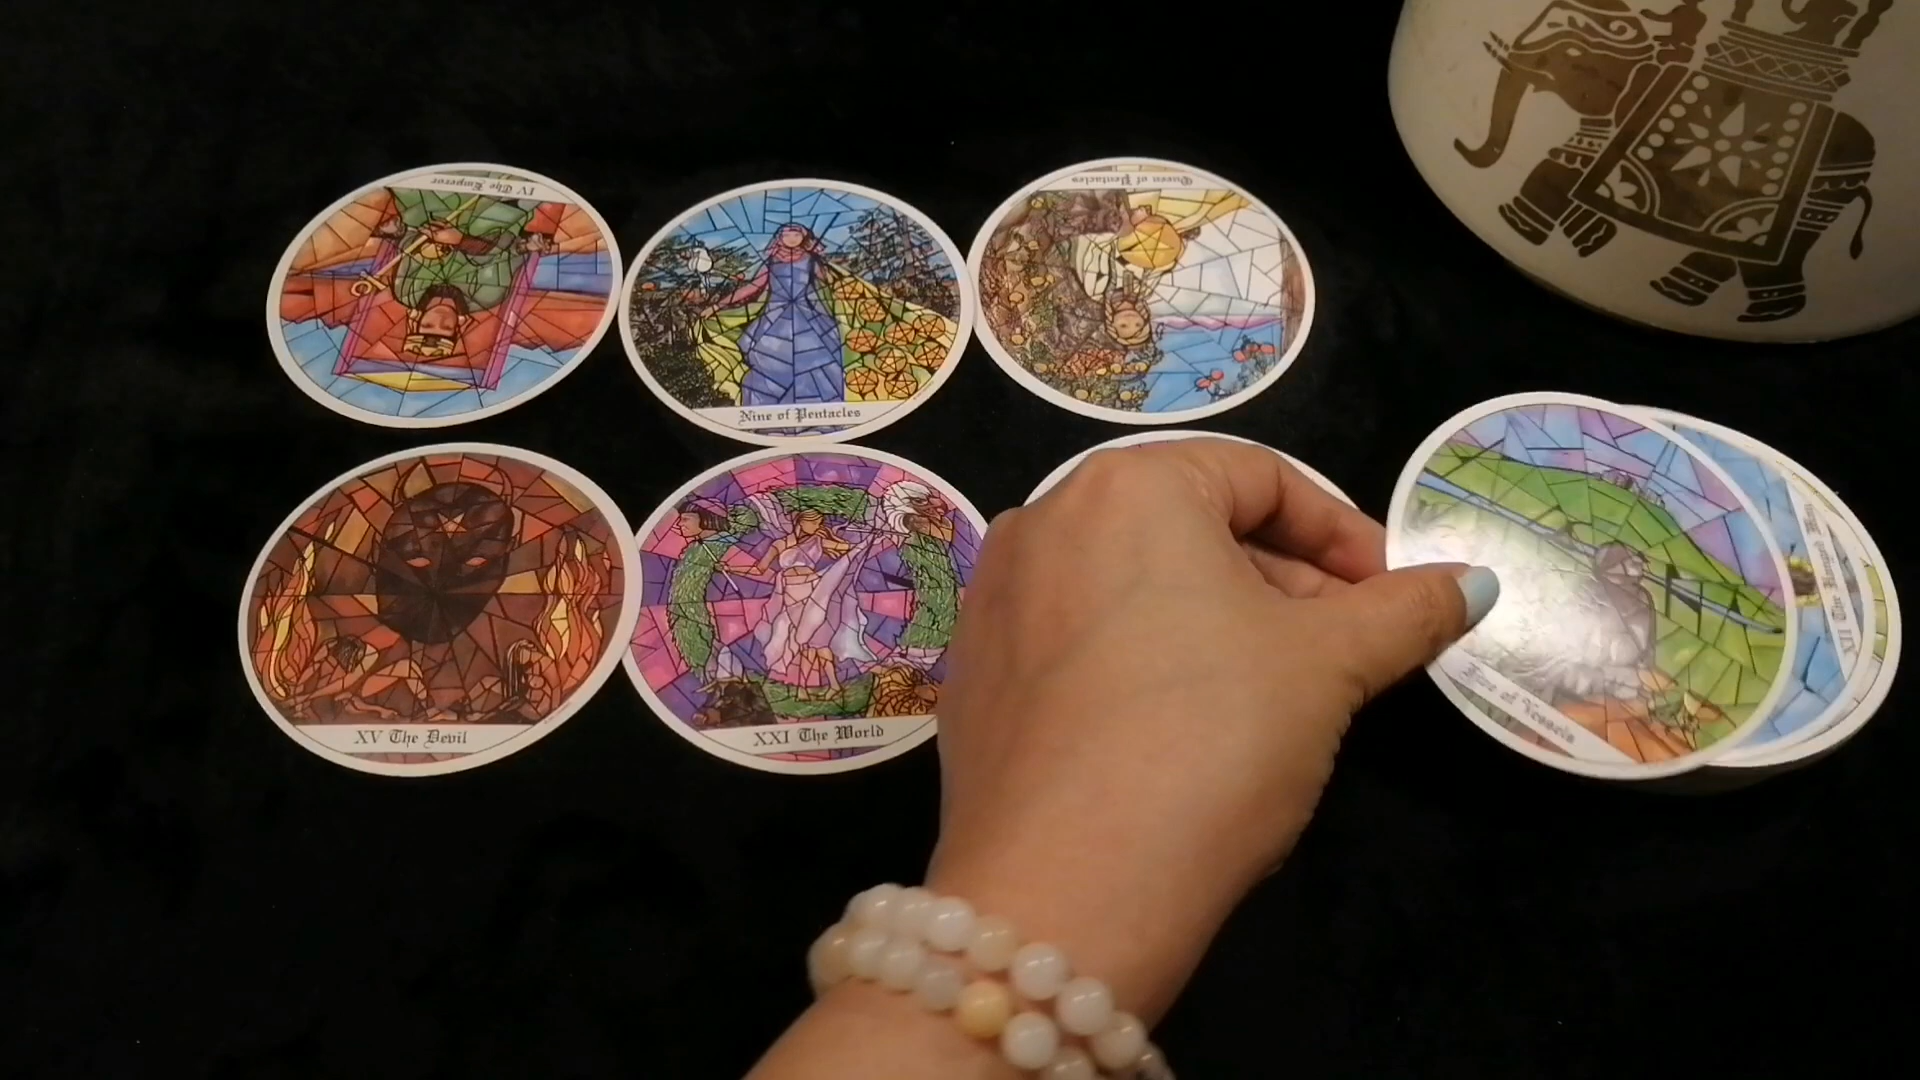 IV The Emperor
Nine of Pentacles
Queen of Pentacles
XV The Devil
XXI The World
Five of Vessels
XII The Hanged Man